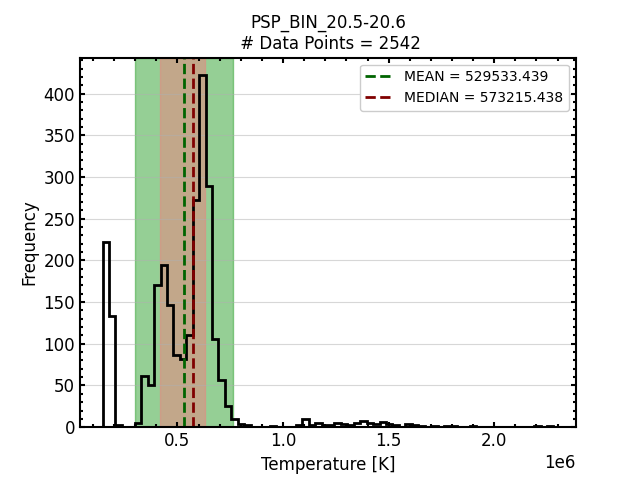 PSP_BIN_20.5-20.6
# Data Points = 2542
MEAN = 529533.439
MEDIAN = 573215.438
Frequency
400
350
300
250
200
150
100
50
0
0.5 1.0 1.5 2.0
1e6
Temperature [K]